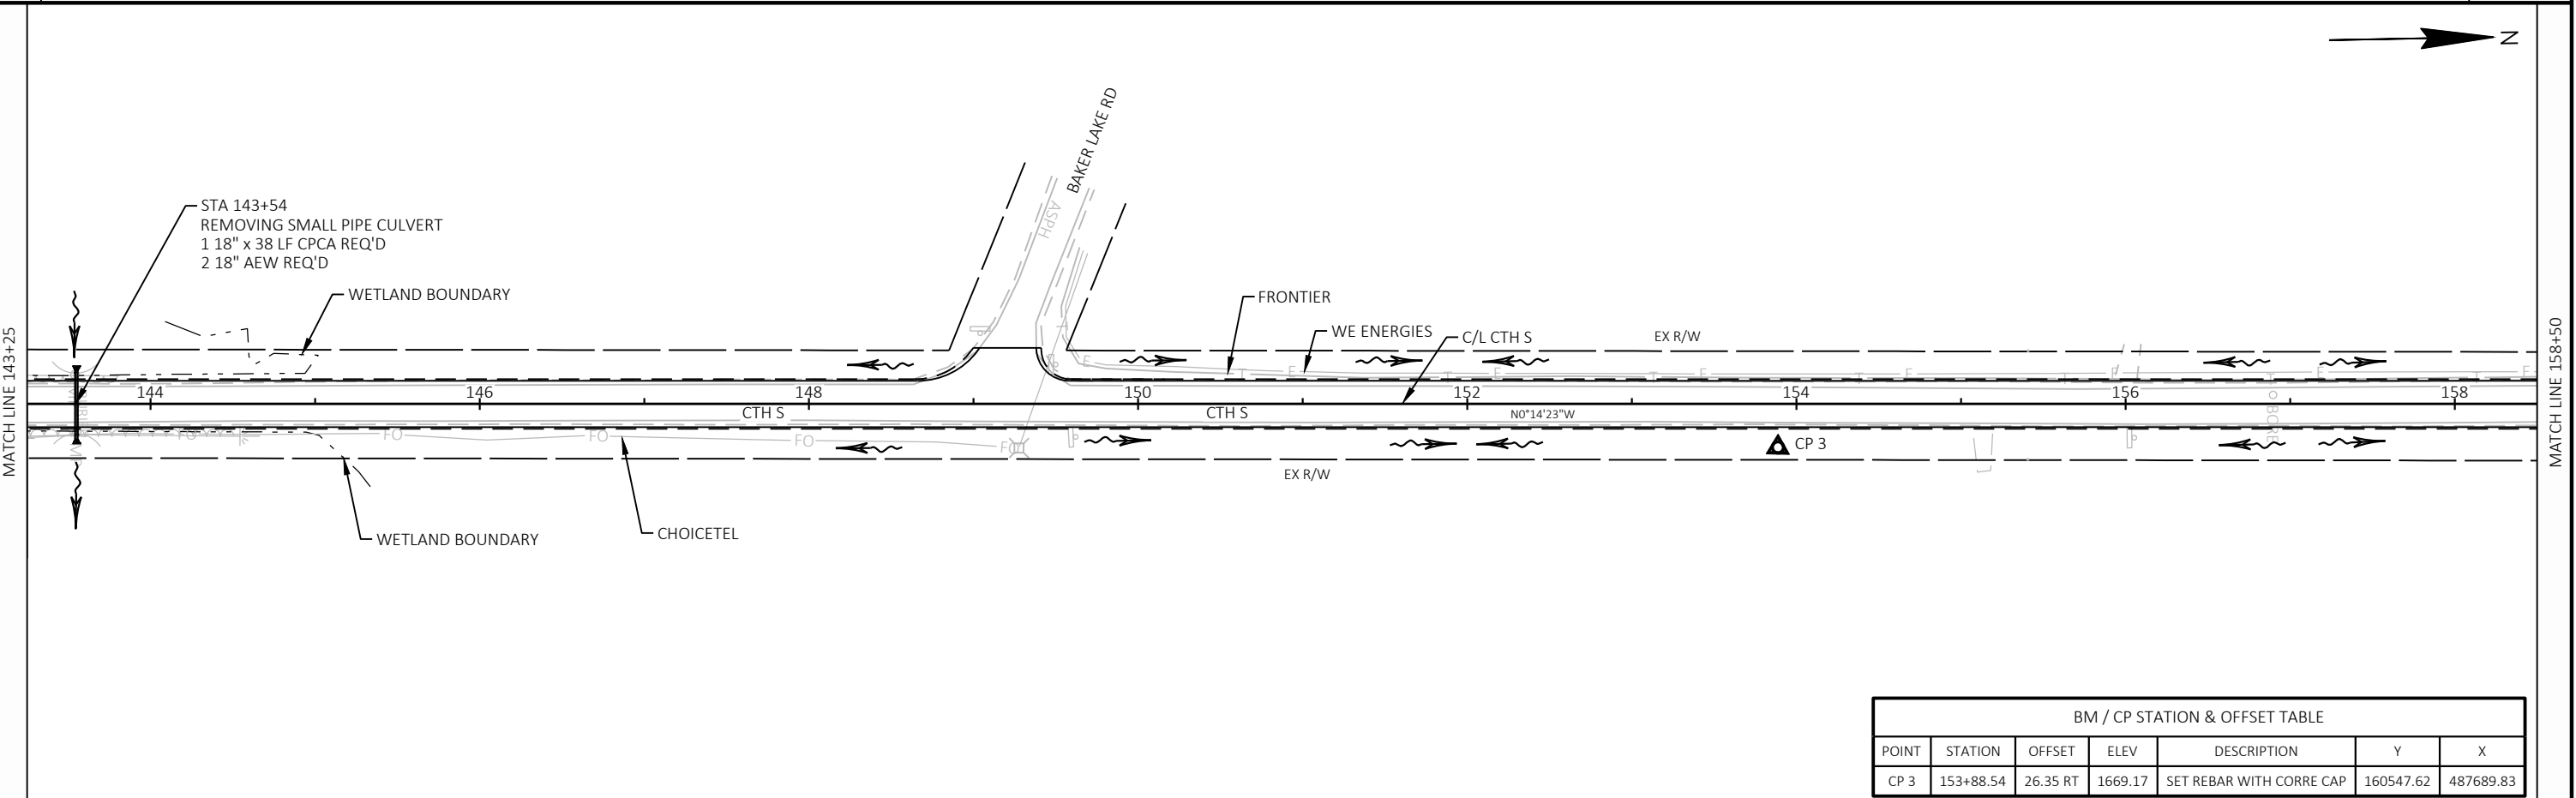 N
BAKER LAKE RD
ASPH
STA 143+54
REMOVING SMALL PIPE CULVERT
1 18" x 38 LF CPCA REQ'D
2 18" AEW REQ'D
WETLAND BOUNDARY
FRONTIER
WE ENERGIES
C/L CTH S
EX R/W
MATCH LINE 143+25
MATCH LINE 158+50
E E E E E E E E
T T T T T T T
144 146 148 150 152 154 156 158
CTH S CTH S N0°14'23"W
FO FO FO FO FO
CP 3
EX R/W
WETLAND BOUNDARY
CHOICETEL
BM / CP STATION & OFFSET TABLE
POINT STATION OFFSET ELEV DESCRIPTION Y X
CP 3 153+88.54 26.35 RT 1669.17 SET REBAR WITH CORRE CAP 160547.62 487689.83